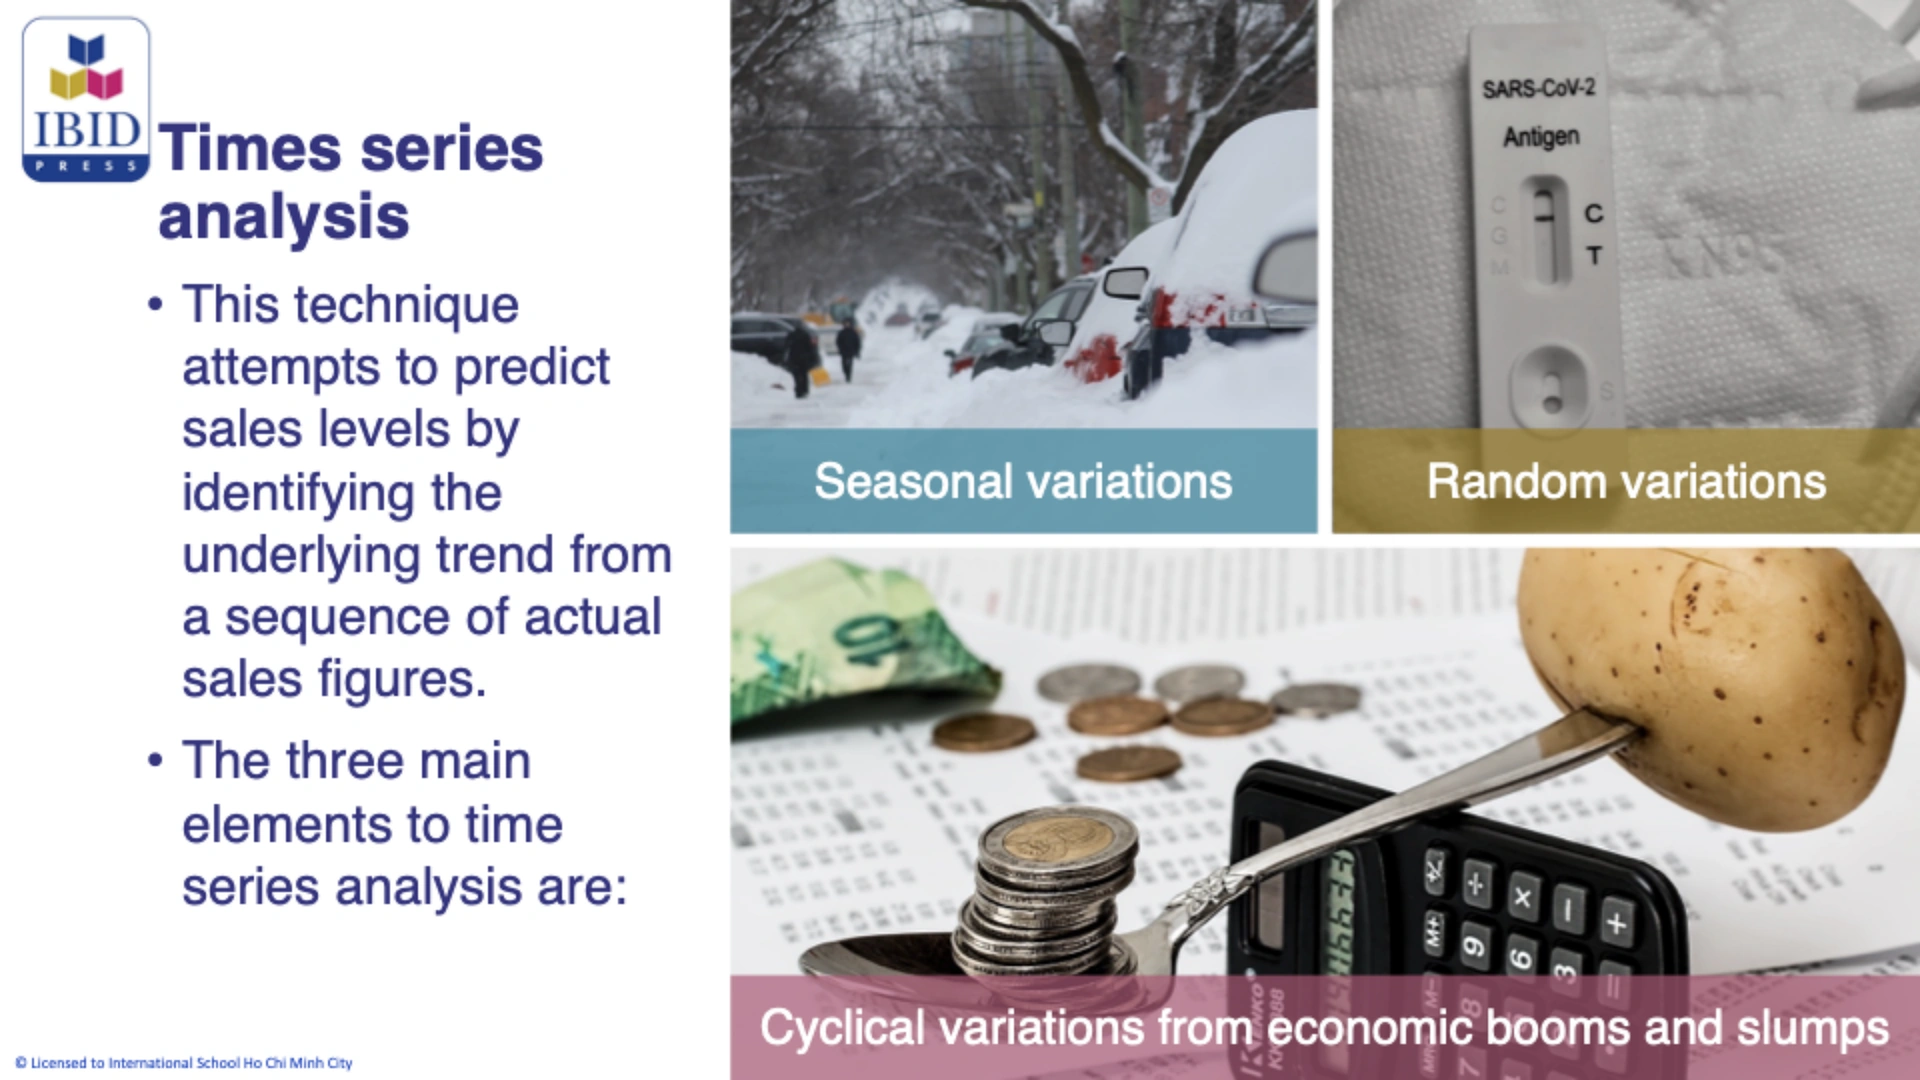 IBID
PRESS
Times series
analysis
• This technique
attempts to predict
sales levels by
identifying the
underlying trend from
a sequence of actual
sales figures.
• The three main
elements to time
series analysis are:
© Licensed to International School Ho Chi Minh City
SARS-CoV-2
Antigen
C
T
Seasonal variations
Random variations
10
Cyclical variations from economic booms and slumps